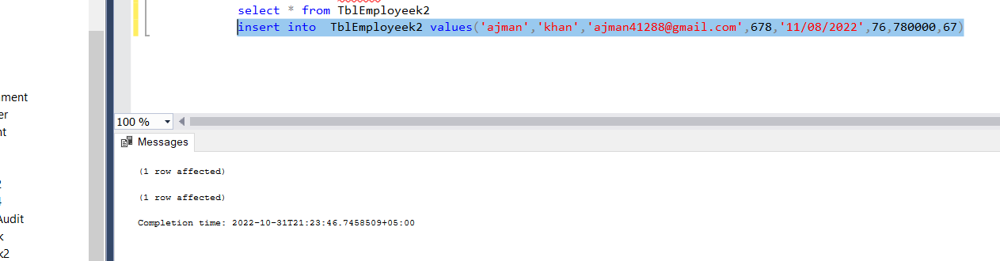 select * from TblEmployeek2
insert into  TblEmployeek2 values('ajman','khan','ajman41288@gmail.com',678,'11/08/2022',76,780000,67)
ment
er
nt
100 %
Messages
2
(1 row affected)
4
(1 row affected)
Audit
Completion time: 2022-10-31T21:23:46.7458509+05:00
k
k2